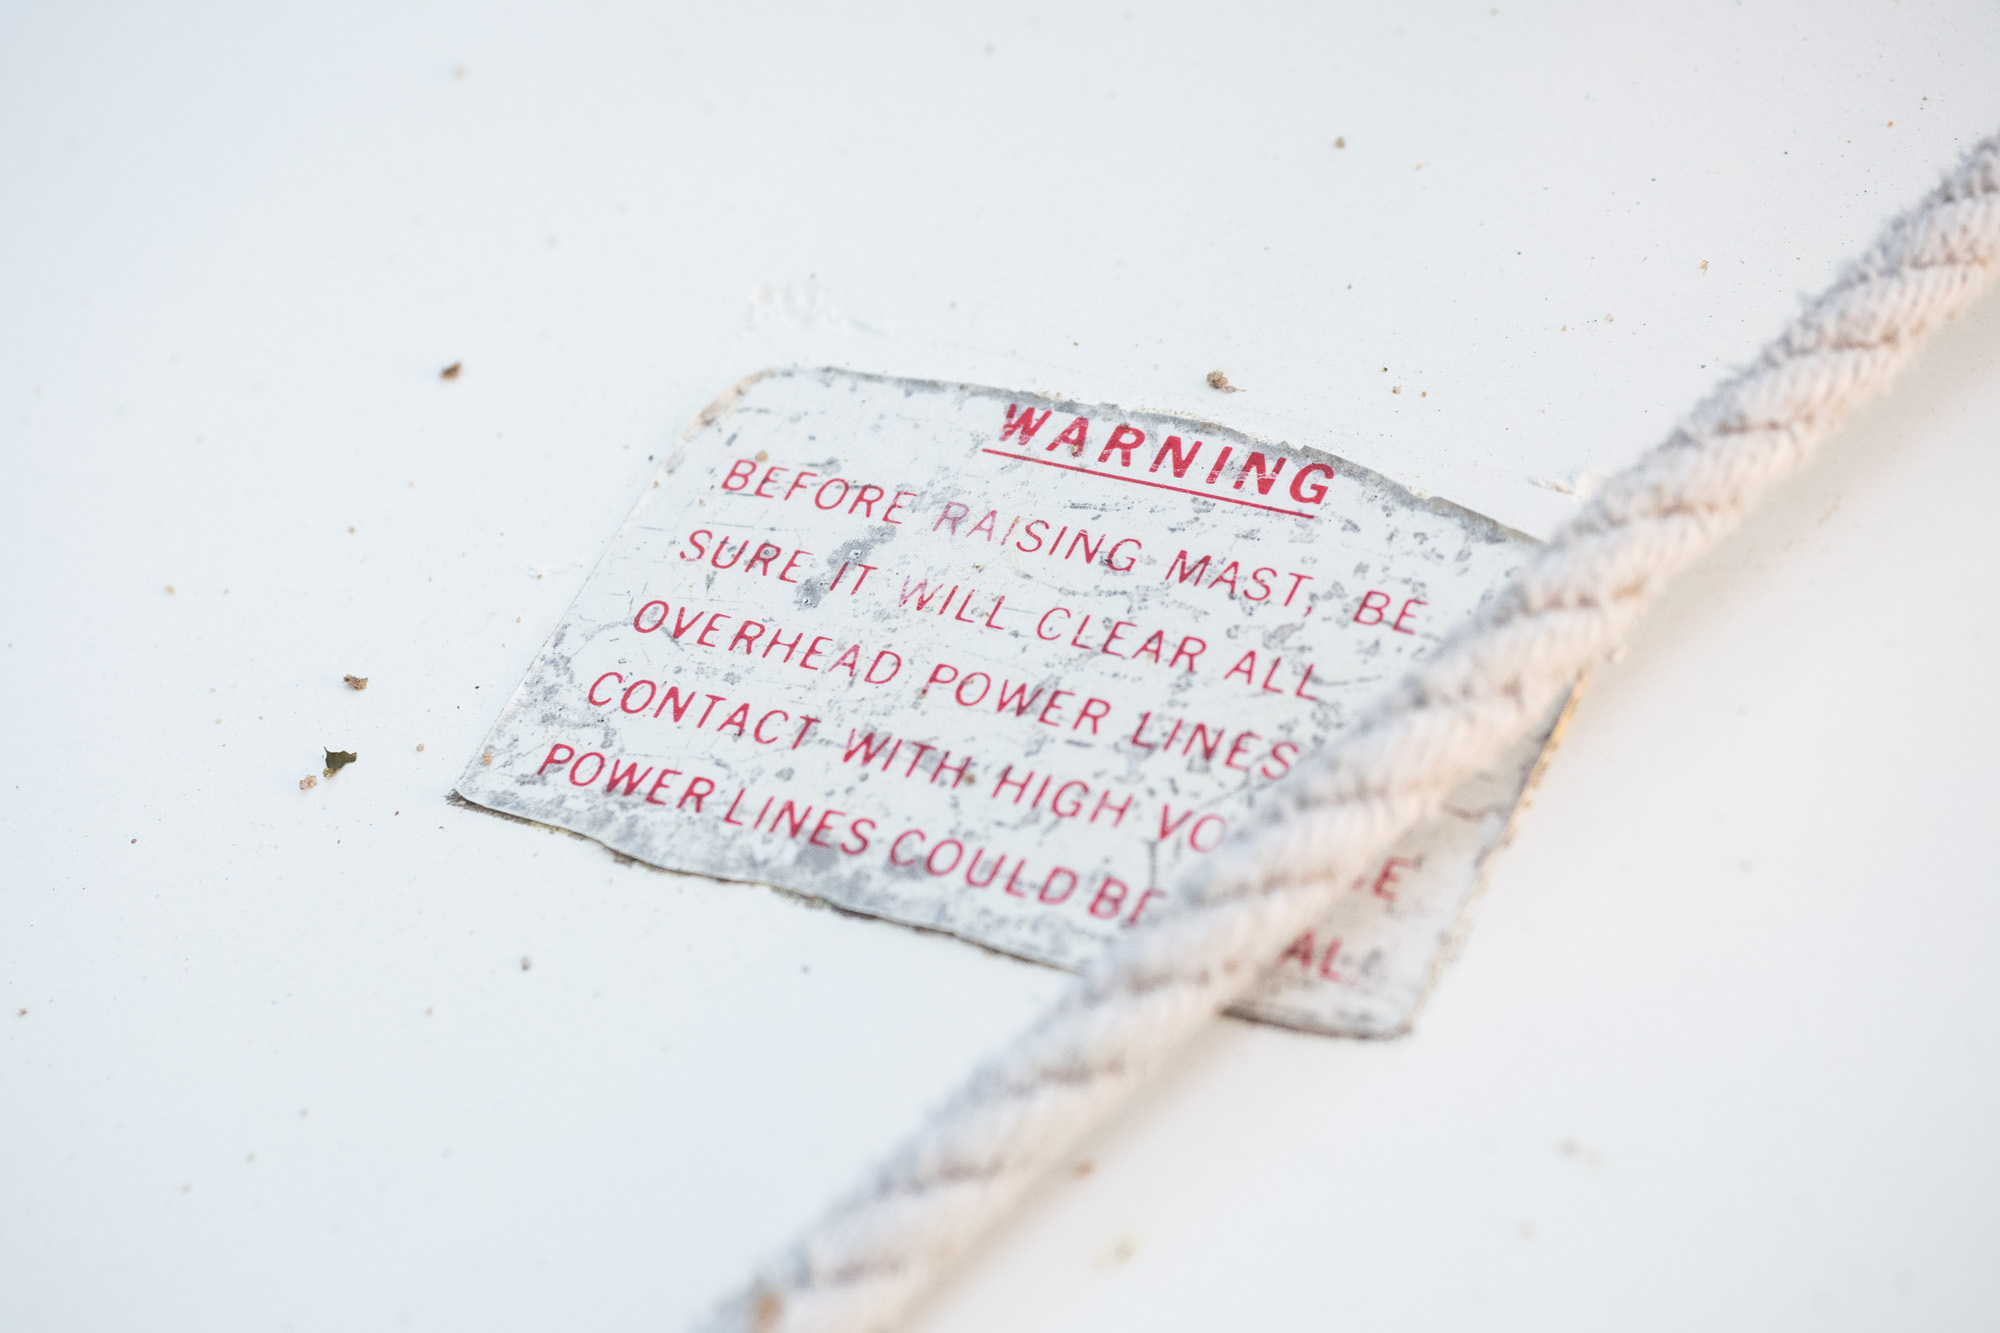 WARNING
BEFORE RAISING MAST, BE
SURE IT WILL CLEAR ALL
OVERHEAD POWER LINES
CONTACT WITH HIGH
POWER LINES COULD BE